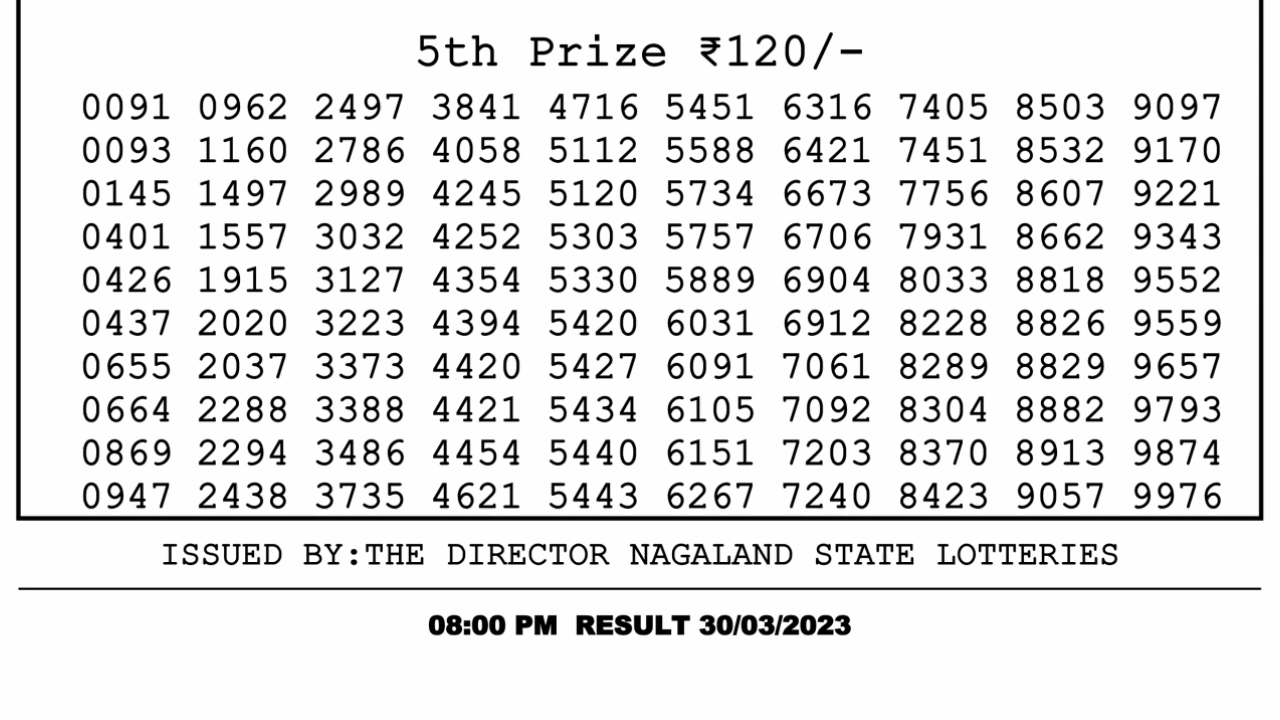 5th Prize ₹120/-
0091 0962 2497 3841 4716 5451 6316 7405 8503 9097
0093 1160 2786 4058 5112 5588 6421 7451 8532 9170
0145 1497 2989 4245 5120 5734 6673 7756 8607 9221
0401 1557 3032 4252 5303 5757 6706 7931 8662 9343
0426 1915 3127 4354 5330 5889 6904 8033 8818 9552
0437 2020 3223 4394 5420 6031 6912 8228 8826 9559
0655 2037 3373 4420 5427 6091 7061 8289 8829 9657
0664 2288 3388 4421 5434 6105 7092 8304 8882 9793
0869 2294 3486 4454 5440 6151 7203 8370 8913 9874
0947 2438 3735 4621 5443 6267 7240 8423 9057 9976
ISSUED BY:THE DIRECTOR NAGALAND STATE LOTTERIES
08:00 PM RESULT 30/03/2023